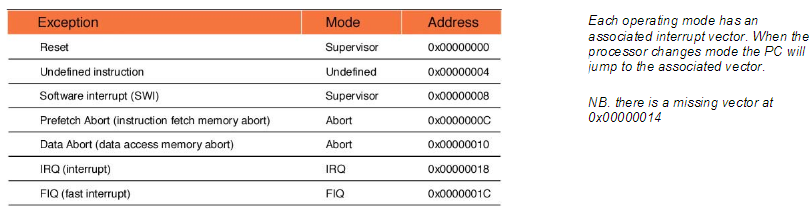 Exception Mode Address
Reset Supervisor 0x00000000
Undefined instruction Undefined 0x00000004
Software interrupt (SWI) Supervisor 0x00000008
Prefetch Abort (instruction fetch memory abort) Abort 0x0000000C
Data Abort (data access memory abort) Abort 0x00000010
IRQ (interrupt) IRQ 0x00000018
FIQ (fast interrupt) FIQ 0x0000001C
Each operating mode has an
associated interrupt vector. When the
processor changes mode the PC will
jump to the associated vector.
NB. there is a missing vector at
0x00000014